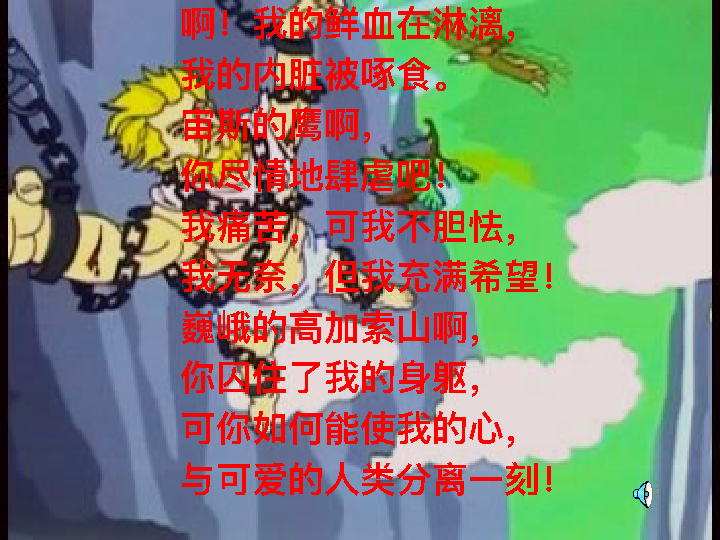 啊！我的鲜血在淋漓，
我的内脏被啄食。
宙斯的鹰啊，
你尽情地肆虐吧！
我痛苦，可我不胆怯，
我无奈，但我充满希望！
巍峨的高加索山啊，
你囚住了我的身躯，
可你如何能使我的心，
与可爱的人类分离一刻！